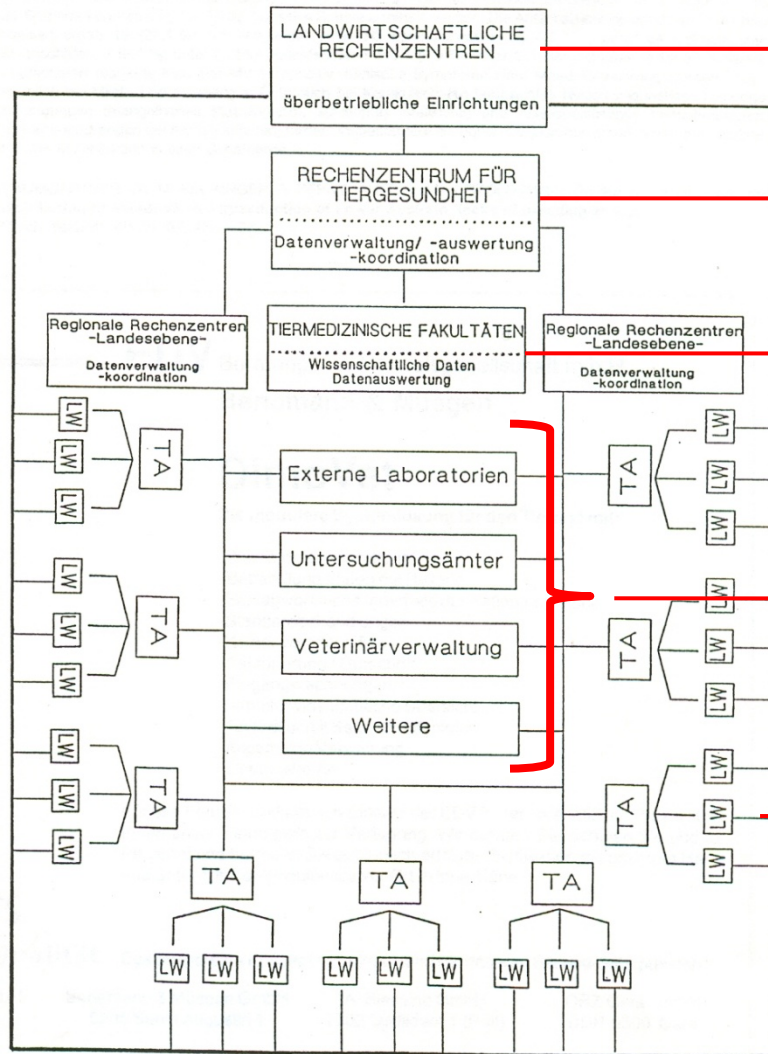 LANDWIRTSCHAFTLICHE
RECHENZENTREN
überbetriebliche Einrichtungen
RECHENZENTRUM FÜR
TIERGESUNDHEIT
Datenverwaltung/ -auswertung
-koordination
Regionale Rechenzentren
-Landesebene-
Datenverwaltung
-koordination
TIERMEDIZINISCHE FAKULTÄTEN
Wissenschaftliche Daten
Datenauswertung
Regionale Rechenzentren
-Landesebene-
Datenverwaltung
-koordination
LW
LW
LW
TA
Externe Laboratorien
TA
LW
LW
LW
Untersuchungsämter
LW
LW
LW
TA
Veterinärverwaltung
TA
LW
LW
LW
Weitere
LW
LW
LW
TA
TA
LW
LW
LW
TA
TA
TA
LW
LW
LW
LW
LW
LW
LW
LW
LW